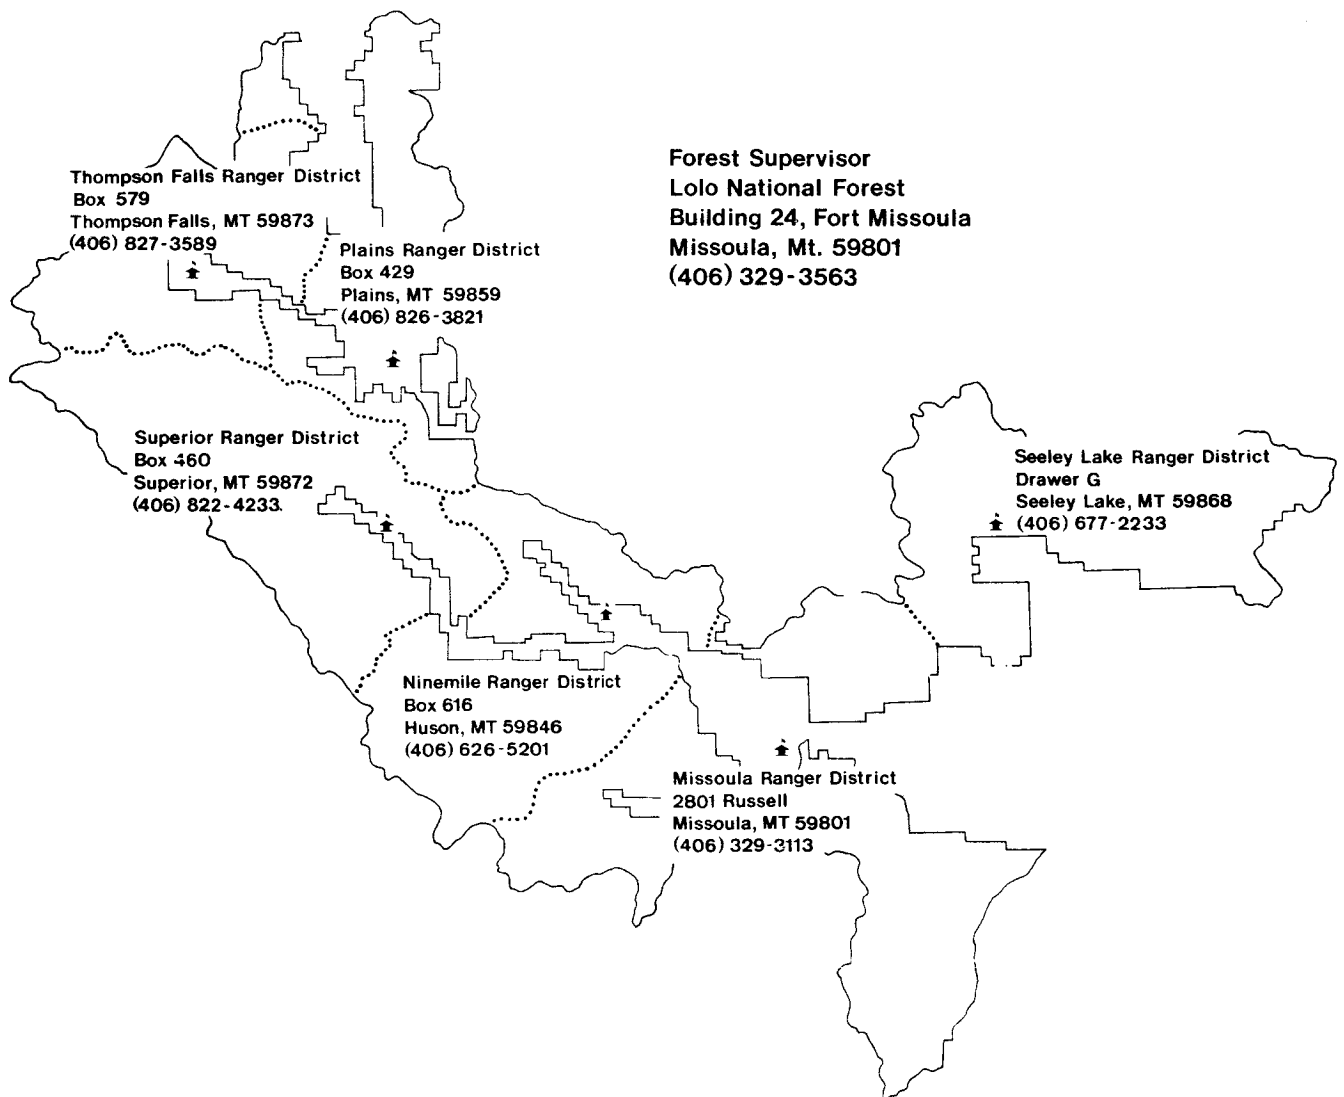 Thompson Falls Ranger District
Box 579
Thompson Falls, MT 59873
(406) 827-3589
Plains Ranger District
Box 429
Plains, MT 59859
(406) 826-3821
Forest Supervisor
Lolo National Forest
Building 24, Fort Missoula
Missoula, Mt. 59801
(406) 329-3563
Superior Ranger District
Box 460
Superior, MT 59872
(406) 822-4233
Seeley Lake Ranger District
Drawer G
Seeley Lake, MT 59868
(406) 677-2233
Ninemile Ranger District
Box 616
Huson, MT 59846
(406) 626-5201
Missoula Ranger District
2801 Russell
Missoula, MT 59801
(406) 329-3113